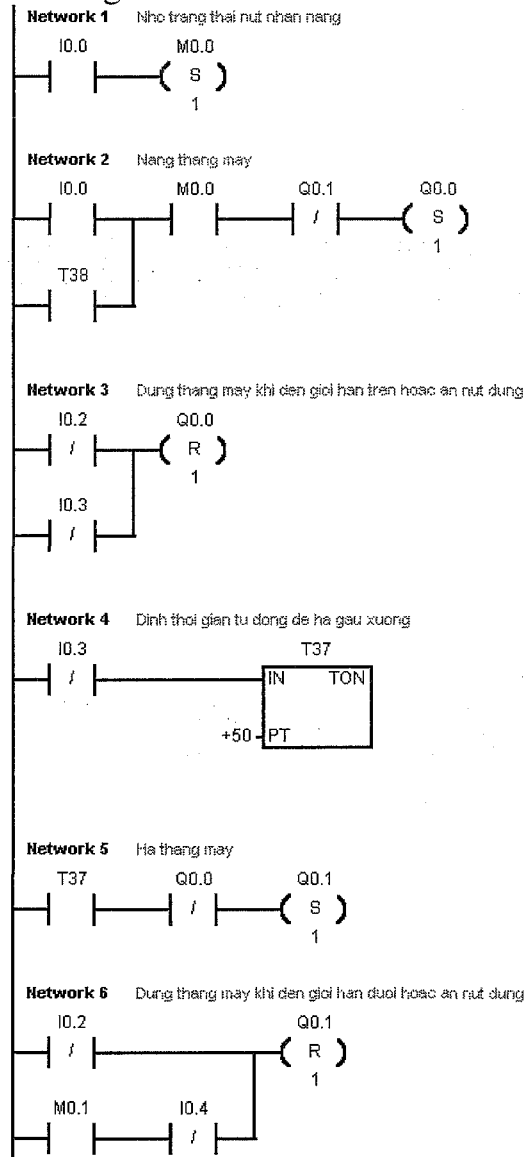 Network 1 Nho trang thai nut nhan nang
I0.0 M0.0
S
1
Network 2 Nang thang may
I0.0 M0.0 Q0.1 Q0.0
/ S
1
T38
Network 3 Dung thang may khi den gioi han tren hoac an nut dung
I0.2 Q0.0
/ R
1
I0.3
/
Network 4 Dinh thoi gian tu dong de ha gau xuong
I0.3 T37
/ IN TON
+50 PT
Network 5 Ha thang may
T37 Q0.0 Q0.1
/ S
1
Network 6 Dung thang may khi den gioi han duoi hoac an nut dung
I0.2 Q0.1
/ R
1
M0.1 I0.4
/